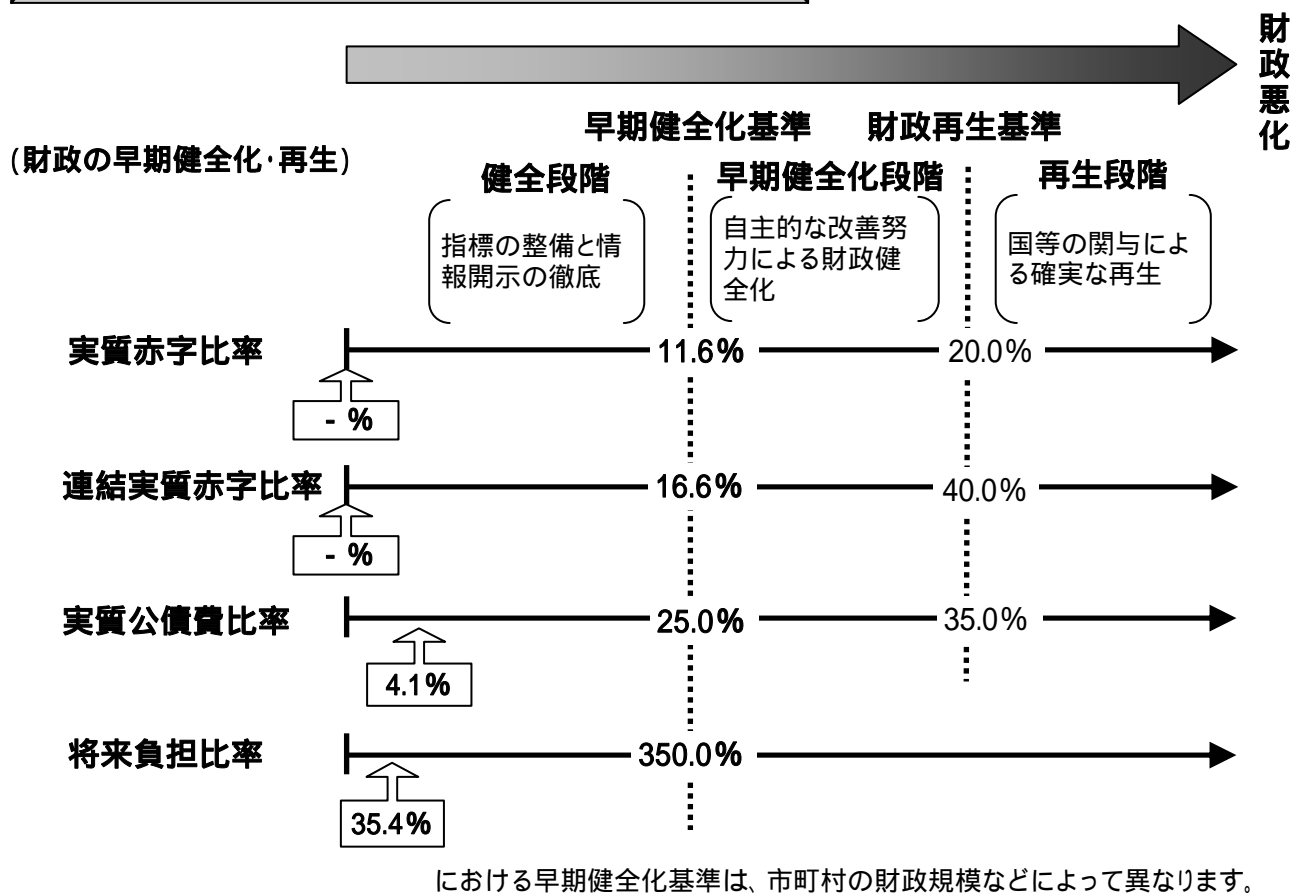 財政悪化
早期健全化基準 財政再生基準
(財政の早期健全化・再生)
健全段階 早期健全化段階 再生段階
指標の整備と情
報開示の徹底
自主的な改善努
力による財政健
全化
国等の関与によ
る確実な再生
実質赤字比率 11.6% 20.0%
- %
連結実質赤字比率 16.6% 40.0%
- %
実質公債費比率 25.0% 35.0%
4.1%
将来負担比率 350.0%
35.4%
における早期健全化基準は、市町村の財政規模などによって異なります。